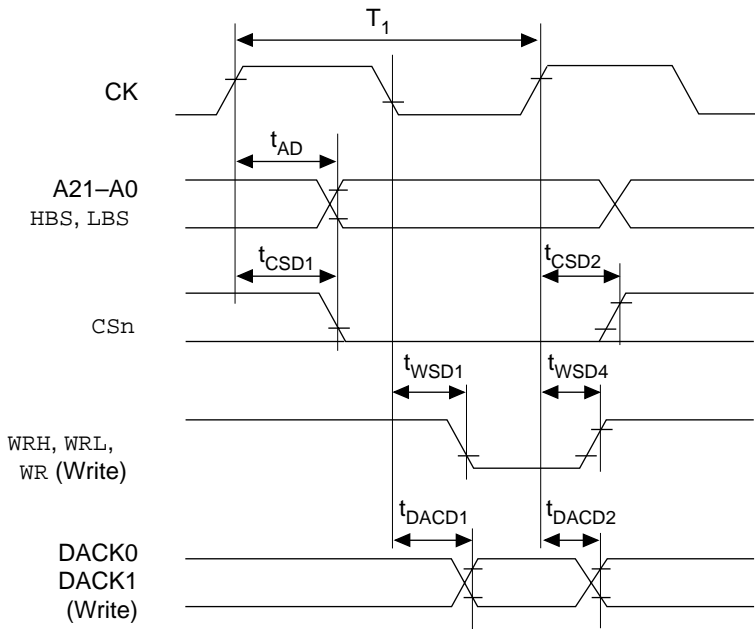 T1
CK
tAD
A21–A0
HBS, LBS
tCSD1
tCSD2
CSn
tWSD1
tWSD4
WRH, WRL,
WR (Write)
tDACD1
tDACD2
DACK0
DACK1
(Write)